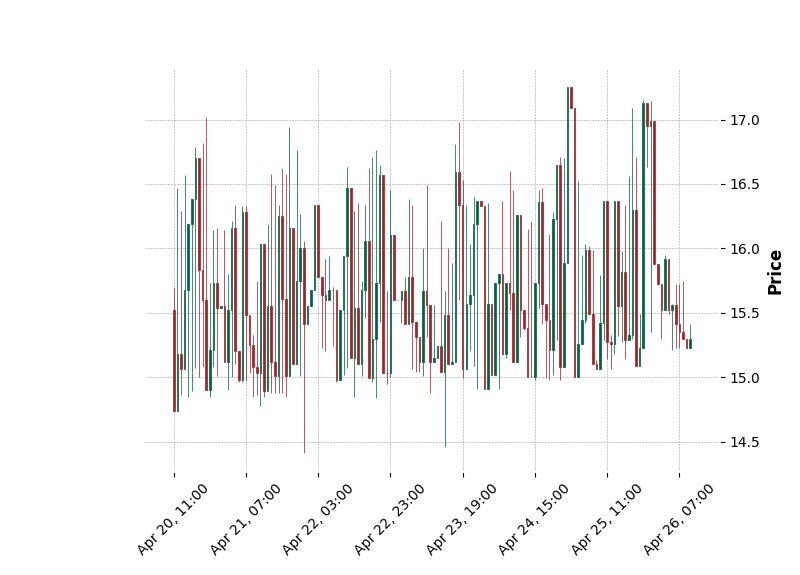 17.0
16.5
16.0
15.5
15.0
14.5
Price
Apr 20, 11:00
Apr 21, 07:00
Apr 22, 03:00
Apr 22, 23:00
Apr 23, 19:00
Apr 24, 15:00
Apr 25, 11:00
Apr 26, 07:00